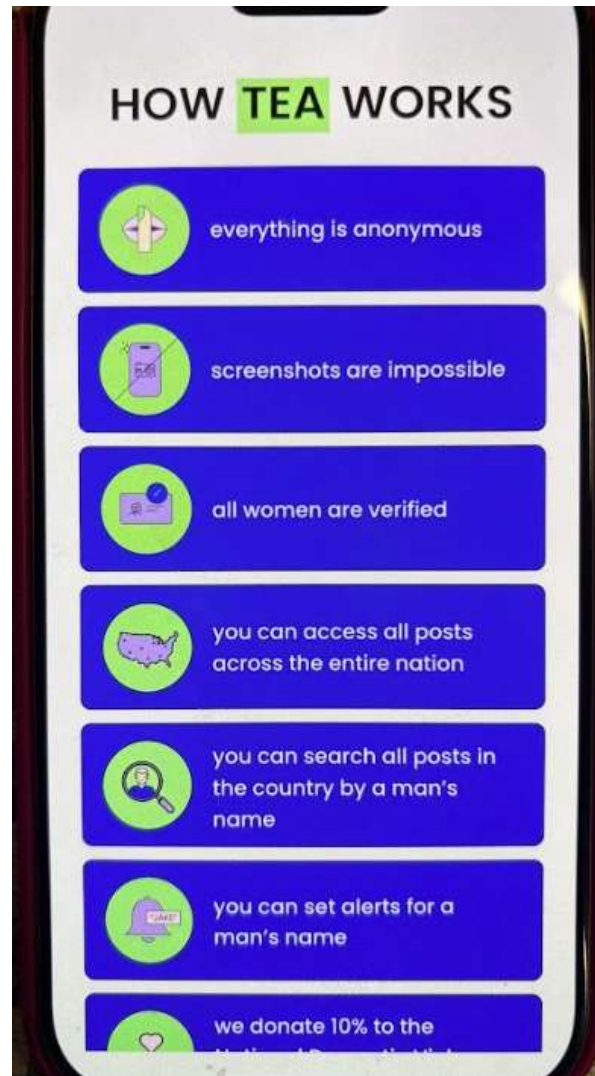 HOW TEA WORKS
everything is anonymous
screenshots are impossible
all women are verified
you can access all posts
across the entire nation
you can search all posts in
the country by a man's
name
"JAKE"
you can set alerts for a
man's name
we donate 10% to the